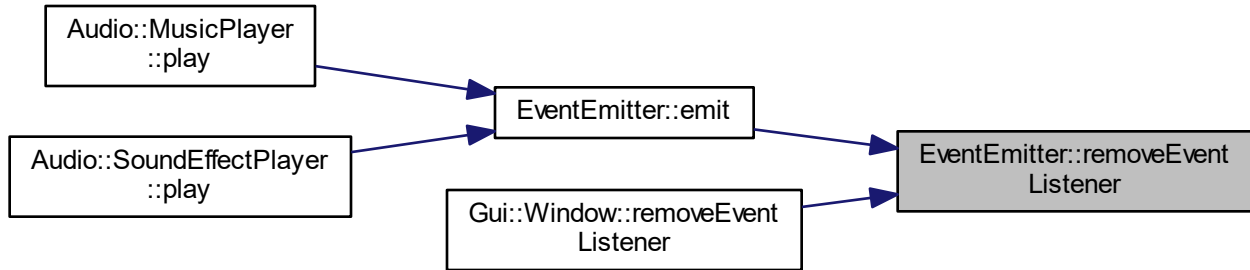 Audio::MusicPlayer
::play
EventEmitter::emit
Audio::SoundEffectPlayer
::play
EventEmitter::removeEvent
Listener
Gui::Window::removeEvent
Listener